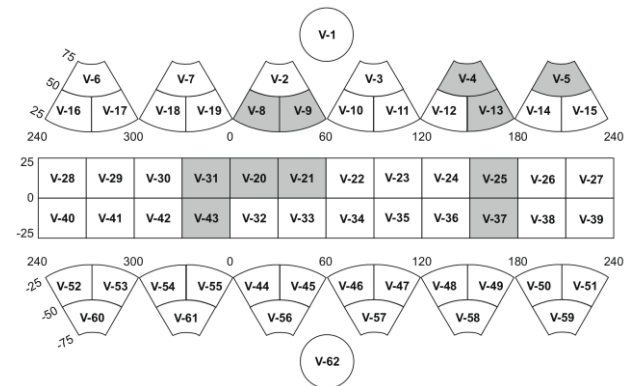 V-1
75 V-6 V-7 V-2 V-3 V-4 V-5
50
25 V-16 V-17 V-18 V-19 V-8 V-9 V-10 V-11 V-12 V-13 V-14 V-15
240 300 0 60 120 180 240
25 V-28 V-29 V-30 V-31 V-20 V-21 V-22 V-23 V-24 V-25 V-26 V-27
0
-25 V-40 V-41 V-42 V-43 V-32 V-33 V-34 V-35 V-36 V-37 V-38 V-39
240 300 0 60 120 180 240
-25 V-52 V-53 V-54 V-55 V-44 V-45 V-46 V-47 V-48 V-49 V-50 V-51
-50 V-60 V-61 V-56 V-57 V-58 V-59
-75
V-62